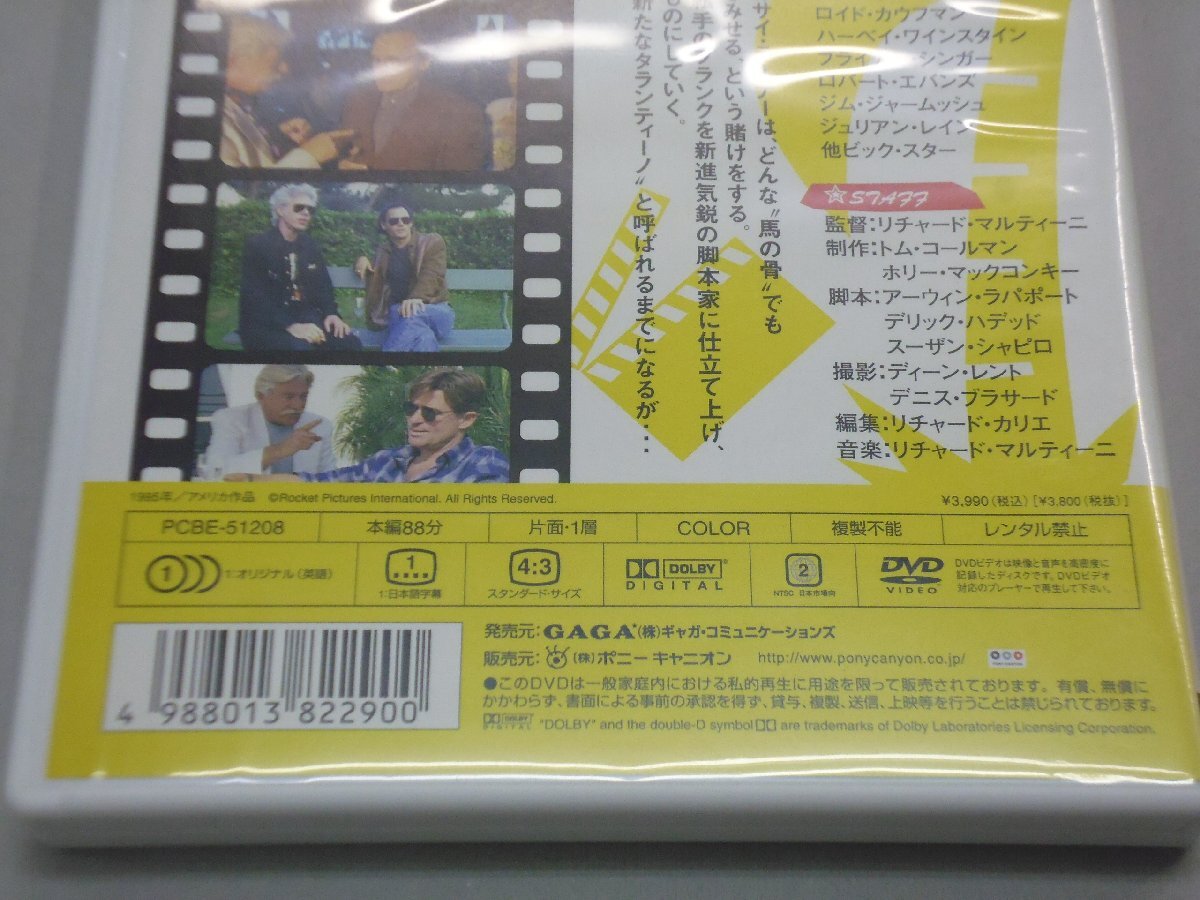 ロイド・カウフマン
ハーベイ・ワインスタイン
シンガー
ロバート・エバンズ
ジム・ジャームッシュ
ジュリアン・レイン
他ビック・スター
STAFF
監督:リチャード・マルティーニ
制作:トム・コールマン
ホリー・マックコンキー
脚本:アーウィン・ラパポート
デリック・ハデッド
スーザン・シャピロ
撮影:ディーン・レント
デニス・ブラサード
編集:リチャード・カリエ
音楽:リチャード・マルティーニ
は、どんな"馬の骨"でも
みせる、という賭けをする。
手のフランクを新進気鋭の脚本家に仕立て上げ、
ものにしていく。
新たなタランティーノ"と呼ばれるまでになるが・・・
1995年/アメリカ作品 ©Rocket Pictures International. All Rights Reserved.
¥3,990(税込)[¥3,800(税抜)]
PCBE-51208 本編88分 片面・1層 COLOR 複製不能 レンタル禁止
1 1:オリジナル(英語)
1 1:日本語字幕
4:3 スタンダード・サイズ
DOLBY DIGITAL
2 NTSC 日本市場向
DVD VIDEO
DVDビデオは映像と音声を高密度に
記録したディスクです。DVDビデオ
対応のプレーヤーで再生して下さい。
発売元:GAGA (株)ギャガ・コミュニケーションズ
販売元: (株)ポニーキャニオン http://www.ponycanyon.co.jp/
●このDVDは一般家庭内における私的再生に用途を限って販売されております。有償、無償に
かかわらず、書面による事前の承認を得ず、貸与、複製、送信、上映等を行うことは禁じられております。
DOLBY DIGITAL "DOLBY" and the double-D symbol are trademarks of Dolby Laboratories Licensing Corporation.
4 988013 822900